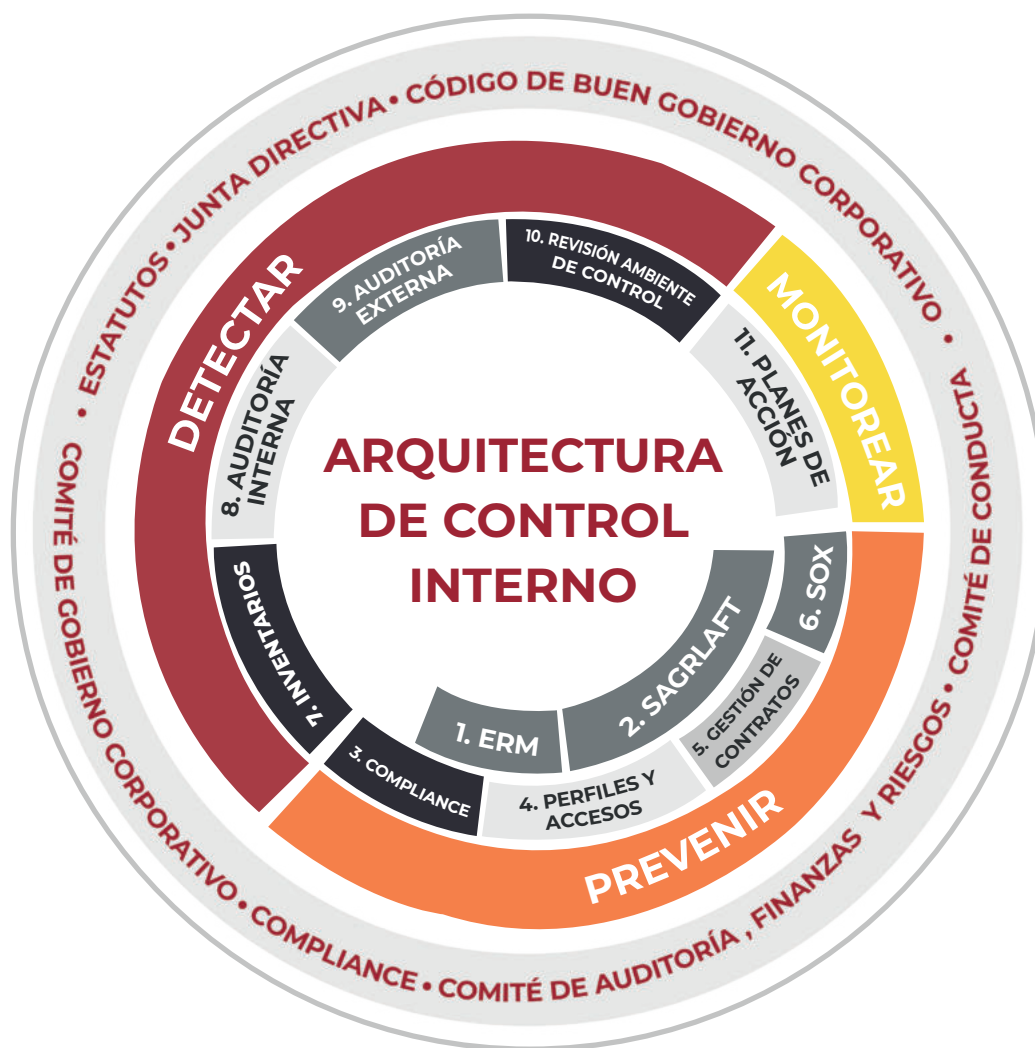 ESTATUTOS • JUNTA DIRECTIVA • CÓDIGO DE BUEN GOBIERNO CORPORATIVO •
COMITÉ DE GOBIERNO CORPORATIVO • COMPLIANCE • COMITÉ DE AUDITORÍA , FINANZAS Y RIESGOS • COMITÉ DE CONDUCTA
DETECTAR
MONITOREAR
PREVENIR
ARQUITECTURA
DE CONTROL
INTERNO
1. ERM
2. SAGRLAFT
3. COMPLIANCE
4. PERFILES Y
ACCESOS
5. GESTIÓN DE
CONTRATOS
6. SOX
7. INVENTARIOS
8. AUDITORÍA
INTERNA
9. AUDITORÍA
EXTERNA
10. REVISIÓN AMBIENTE
DE CONTROL
11. PLANES DE
ACCIÓN